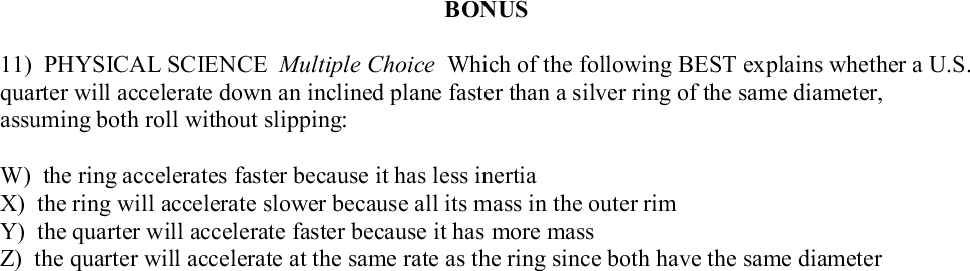 BONUS
11) PHYSICAL SCIENCE Multiple Choice Which of the following BEST explains whether a U.S.
quarter will accelerate down an inclined plane faster than a silver ring of the same diameter,
assuming both roll without slipping:
W) the ring accelerates faster because it has less inertia
X) the ring will accelerate slower because all its mass in the outer rim
Y) the quarter will accelerate faster because it has more mass
Z) the quarter will accelerate at the same rate as the ring since both have the same diameter